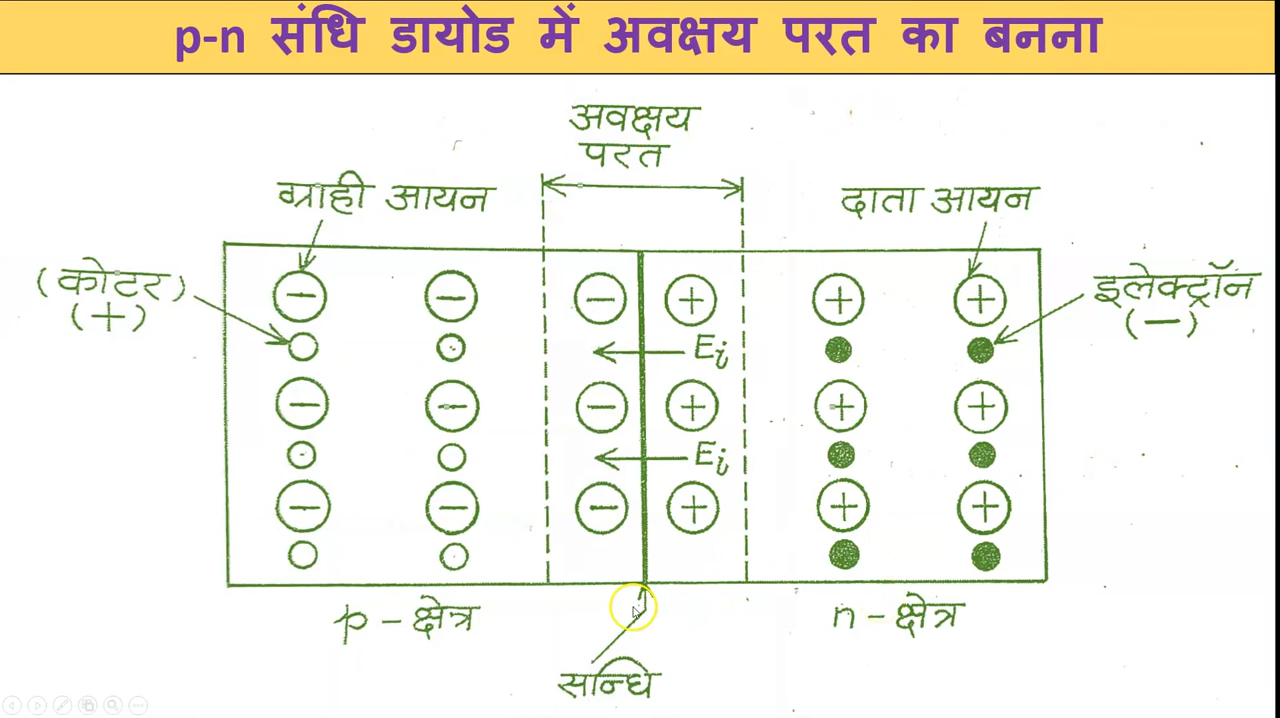 p-n संधि डायोड में अवक्षय परत का बनना
अवक्षय
परत
ग्राही आयन
दाता आयन
(कोटर)
(+)
इलेक्ट्रॉन
(−)
− − − + + +
Ei
− − − + + +
Ei
− − − + + +
p - क्षेत्र
n - क्षेत्र
सन्धि